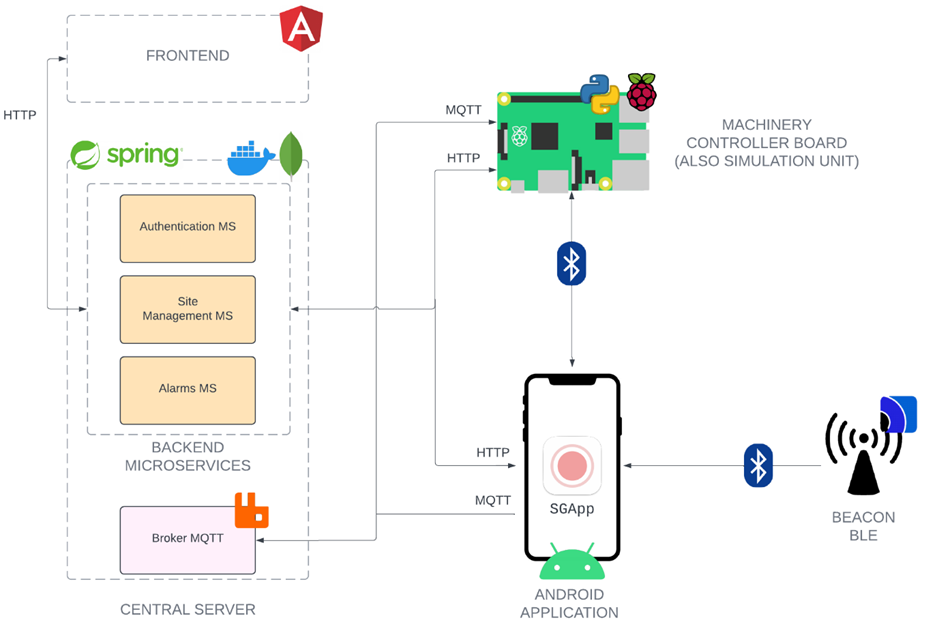 FRONTEND
HTTP
spring
Authentication MS
Site
Management MS
Alarms MS
BACKEND
MICROSERVICES
Broker MQTT
CENTRAL SERVER
MQTT
HTTP
MACHINERY
CONTROLLER BOARD
(ALSO SIMULATION UNIT)
HTTP
MQTT
SGApp
ANDROID
APPLICATION
BEACON
BLE